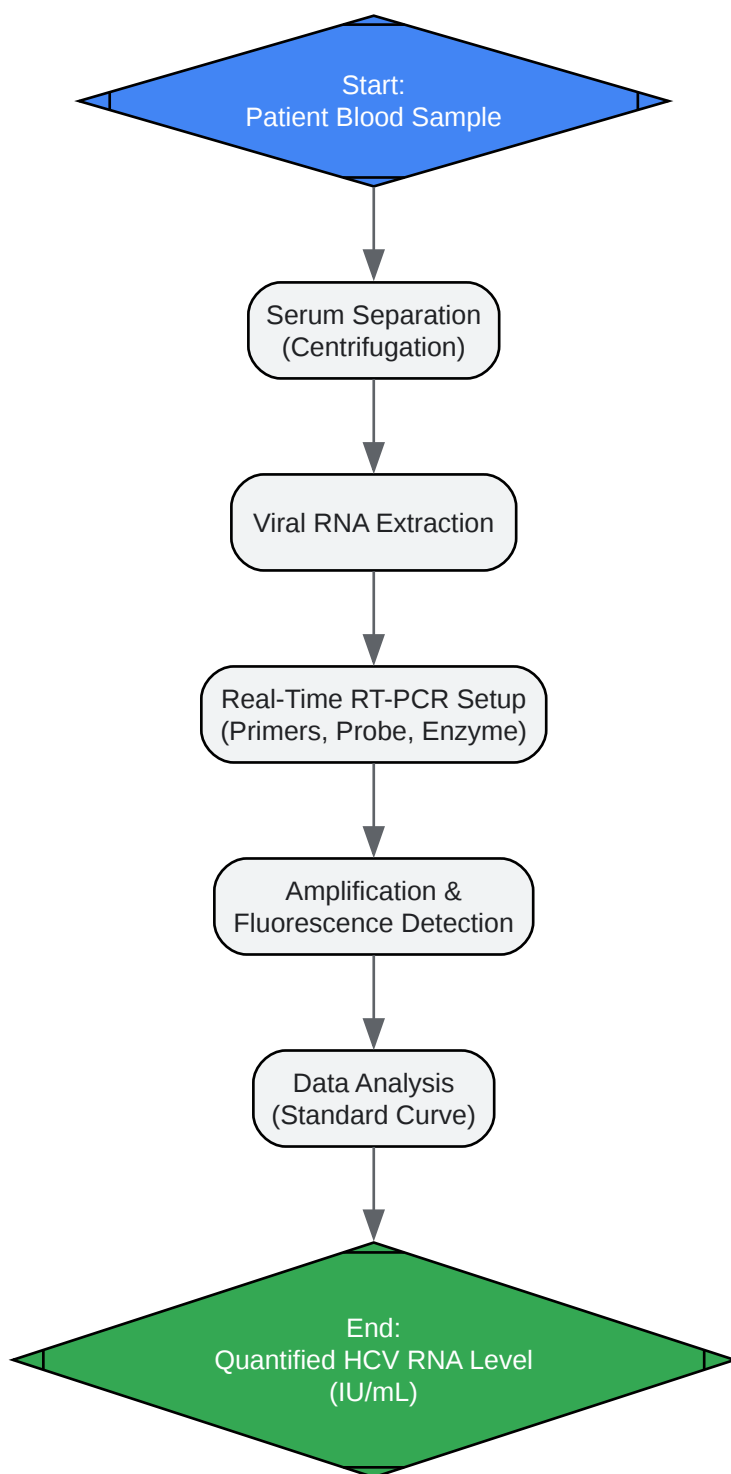 Start:
Patient Blood Sample
Serum Separation
(Centrifugation)
Viral RNA Extraction
Real-Time RT-PCR Setup
(Primers, Probe, Enzyme)
Amplification &
Fluorescence Detection
Data Analysis
(Standard Curve)
End:
Quantified HCV RNA Level
(IU/mL)